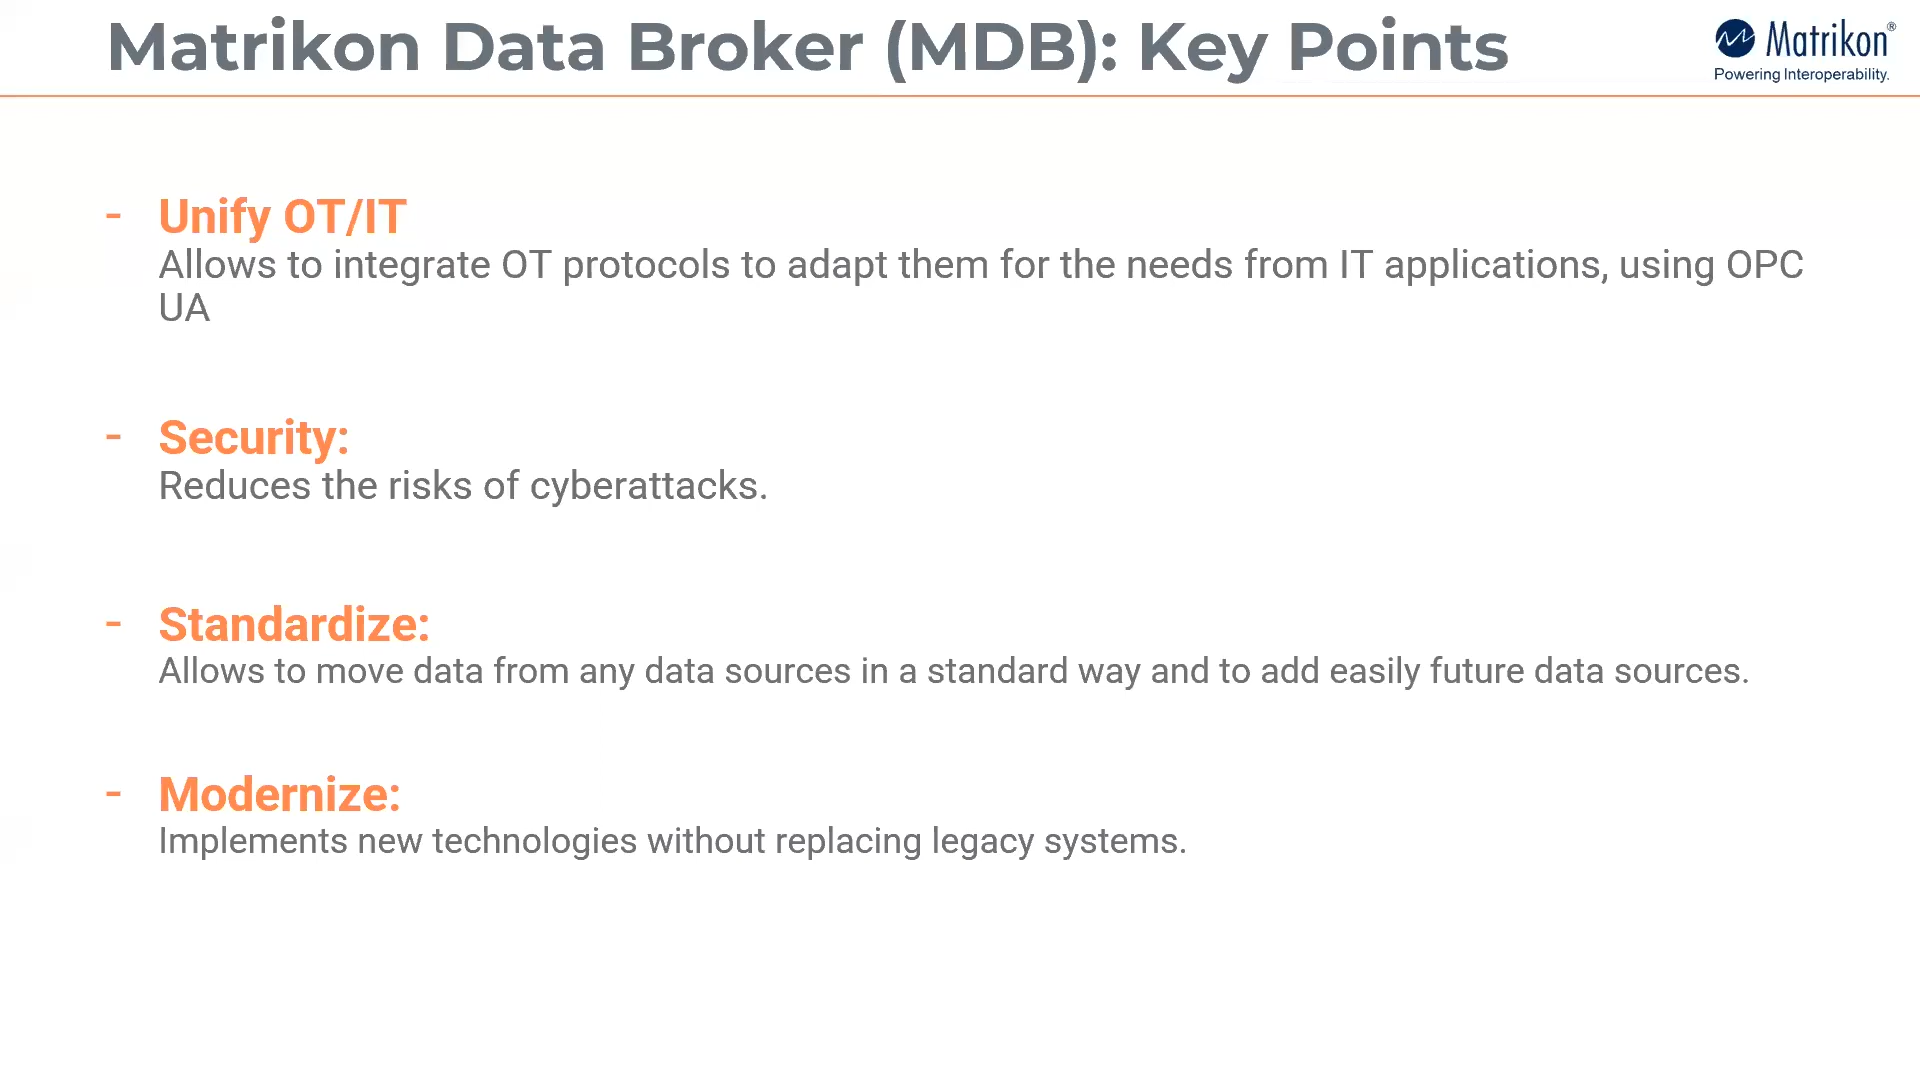 Matrikon Data Broker (MDB): Key Points
Matrikon®
Powering Interoperability.
- Unify OT/IT
Allows to integrate OT protocols to adapt them for the needs from IT applications, using OPC
UA
- Security:
Reduces the risks of cyberattacks.
- Standardize:
Allows to move data from any data sources in a standard way and to add easily future data sources.
- Modernize:
Implements new technologies without replacing legacy systems.